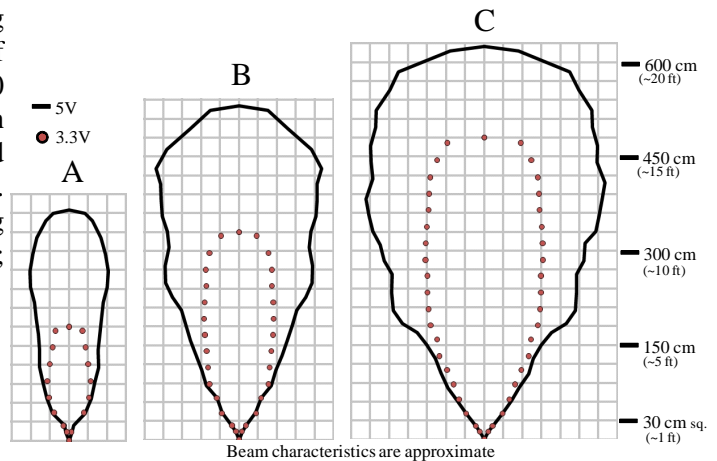 C
B
A
5V
3.3V
600 cm
(~20 ft)
450 cm
(~15 ft)
300 cm
(~10 ft)
150 cm
(~5 ft)
30 cm sq.
(~1 ft)
Beam characteristics are approximate